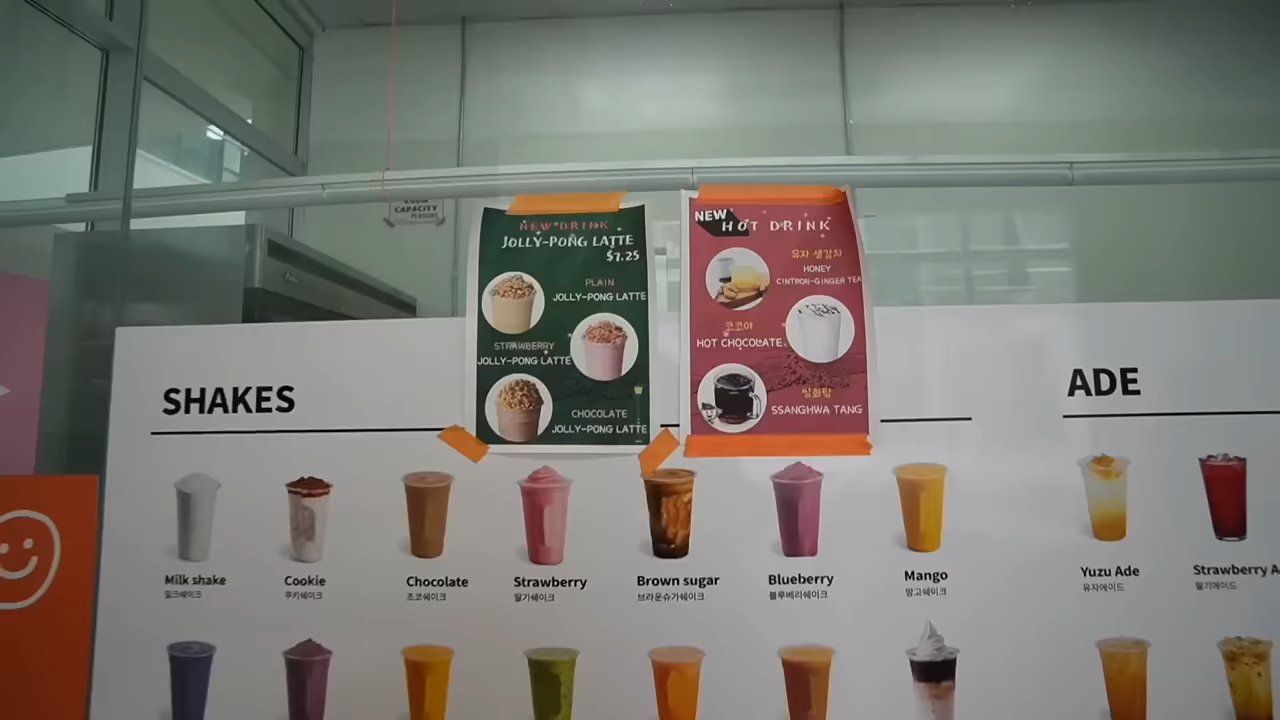 CAPACITY
NEW DRINK
JOLLY-PONG LATTE
$7.25
PLAIN
JOLLY-PONG LATTE
STRAWBERRY
JOLLY-PONG LATTE
CHOCOLATE
JOLLY-PONG LATTE
NEW
HOT DRINK
유자 생강차
HONEY
CINTRON-GINGER TEA
코코아
HOT CHOCOLATE
쌍화탕
SSANGHWA TANG
SHAKES
Milk shake
밀크쉐이크
Cookie
쿠키쉐이크
Chocolate
초코쉐이크
Strawberry
딸기쉐이크
Brown sugar
브라운슈가쉐이크
Blueberry
블루베리쉐이크
Mango
망고쉐이크
ADE
Yuzu Ade
유자에이드
Strawberry A
딸기에이드